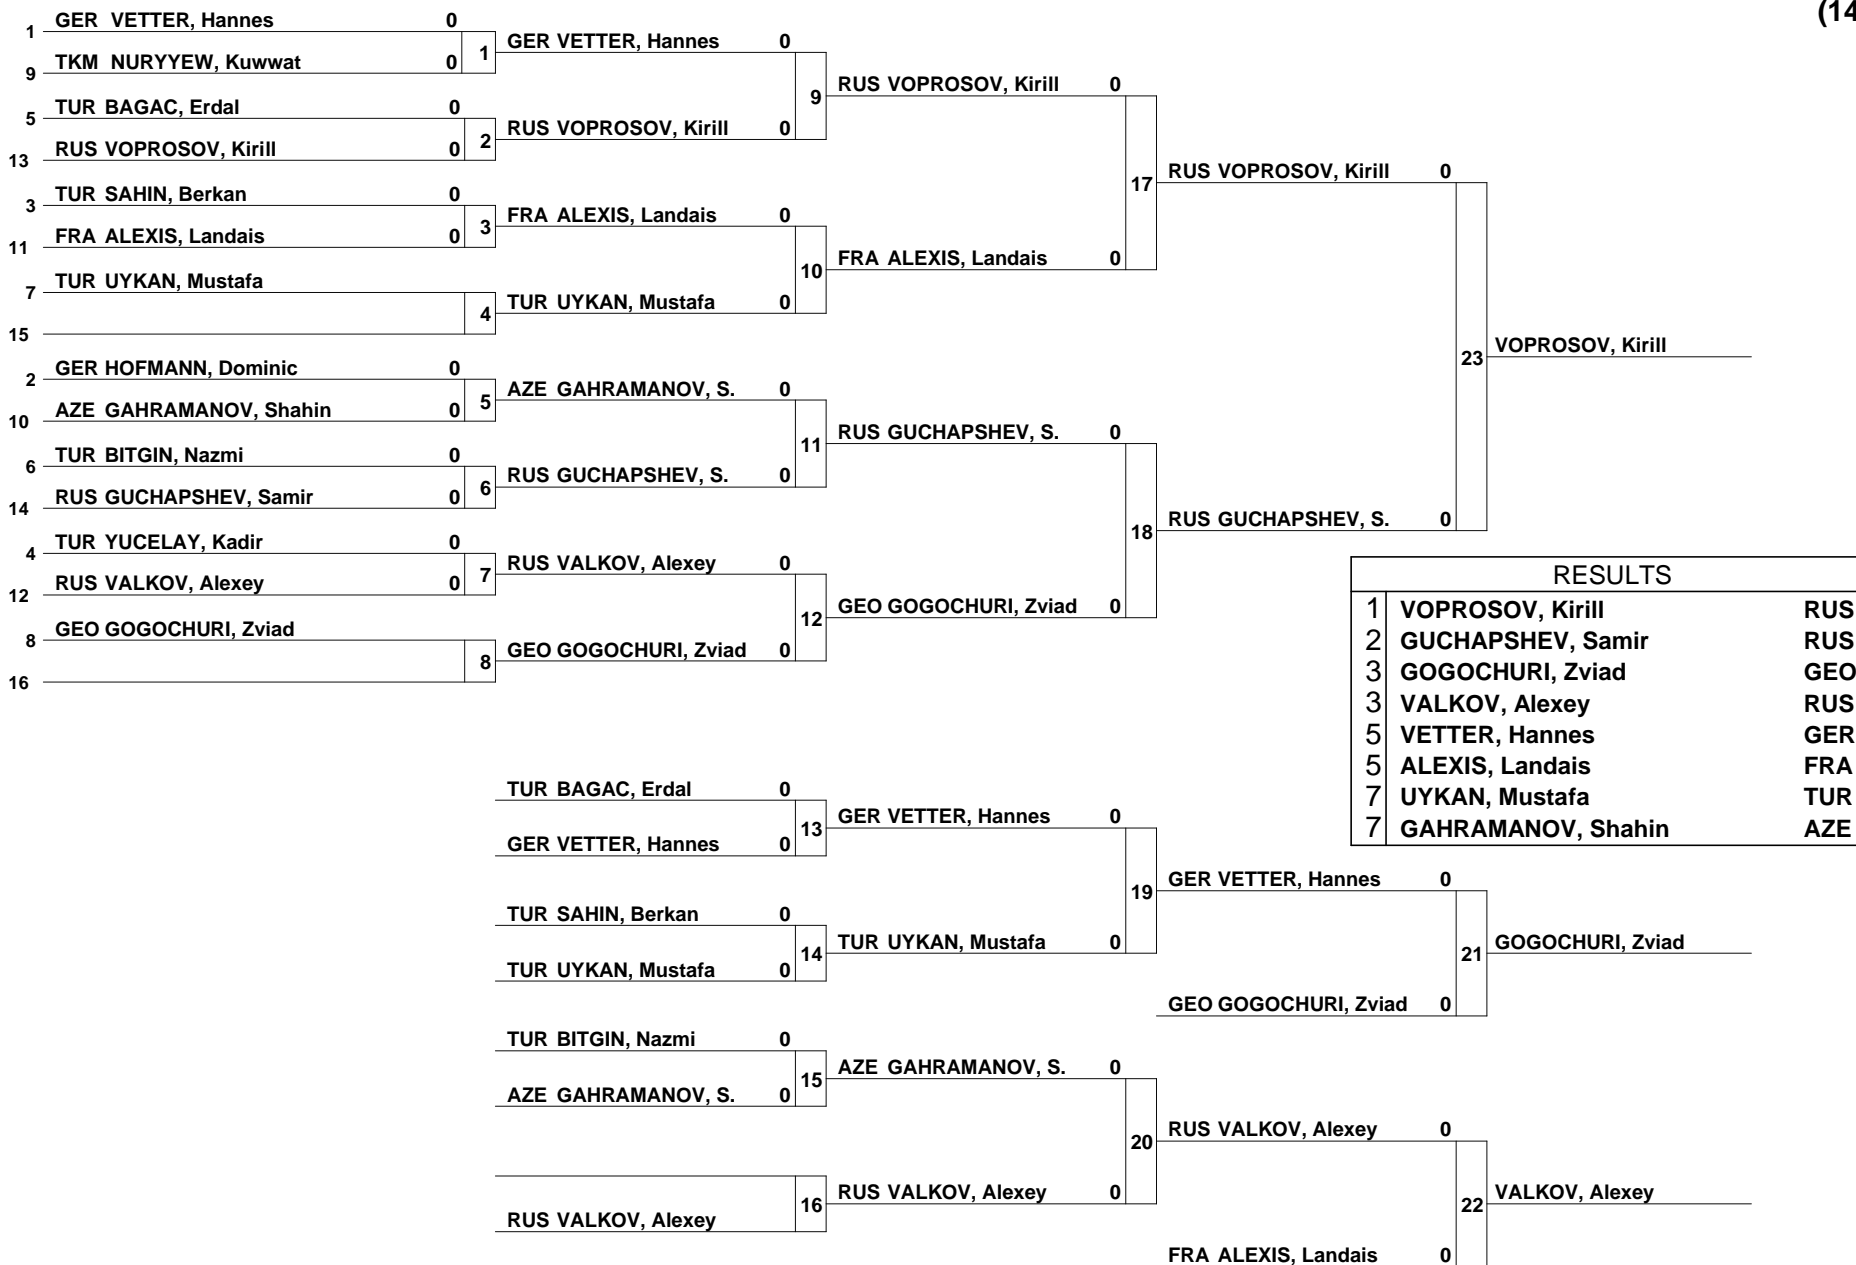 (14
1 GER VETTER, Hannes 0
9 TKM NURYYEW, Kuwwat 0
1
5 TUR BAGAC, Erdal 0
13 RUS VOPROSOV, Kirill 0
2
3 TUR SAHIN, Berkan 0
11 FRA ALEXIS, Landais 0
3
7 TUR UYKAN, Mustafa
15
4
2 GER HOFMANN, Dominic 0
10 AZE GAHRAMANOV, Shahin 0
5
6 TUR BITGIN, Nazmi 0
14 RUS GUCHAPSHEV, Samir 0
6
4 TUR YUCELAY, Kadir 0
12 RUS VALKOV, Alexey 0
7
8 GEO GOGOCHURI, Zviad
16
8
GER VETTER, Hannes 0
RUS VOPROSOV, Kirill 0
9
FRA ALEXIS, Landais 0
TUR UYKAN, Mustafa 0
10
AZE GAHRAMANOV, S. 0
RUS GUCHAPSHEV, S. 0
11
RUS VALKOV, Alexey 0
GEO GOGOCHURI, Zviad 0
12
RUS VOPROSOV, Kirill 0
FRA ALEXIS, Landais 0
17
RUS GUCHAPSHEV, S. 0
GEO GOGOCHURI, Zviad 0
18
RUS VOPROSOV, Kirill 0
RUS GUCHAPSHEV, S. 0
23
VOPROSOV, Kirill
RESULTS
1 VOPROSOV, Kirill RUS
2 GUCHAPSHEV, Samir RUS
3 GOGOCHURI, Zviad GEO
3 VALKOV, Alexey RUS
5 VETTER, Hannes GER
5 ALEXIS, Landais FRA
7 UYKAN, Mustafa TUR
7 GAHRAMANOV, Shahin AZE
TUR BAGAC, Erdal 0
GER VETTER, Hannes 0
13
TUR SAHIN, Berkan 0
TUR UYKAN, Mustafa 0
14
TUR BITGIN, Nazmi 0
AZE GAHRAMANOV, S. 0
15
RUS VALKOV, Alexey
16
GER VETTER, Hannes 0
TUR UYKAN, Mustafa 0
19
AZE GAHRAMANOV, S. 0
RUS VALKOV, Alexey 0
20
GER VETTER, Hannes 0
GEO GOGOCHURI, Zviad 0
21
GOGOCHURI, Zviad
RUS VALKOV, Alexey 0
FRA ALEXIS, Landais 0
22
VALKOV, Alexey